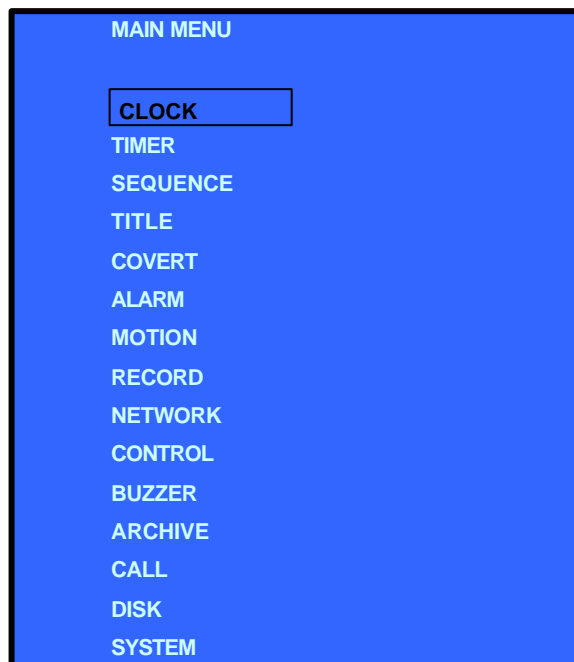 MAIN MENU
CLOCK
TIMER
SEQUENCE
TITLE
COVERT
ALARM
MOTION
RECORD
NETWORK
CONTROL
BUZZER
ARCHIVE
CALL
DISK
SYSTEM